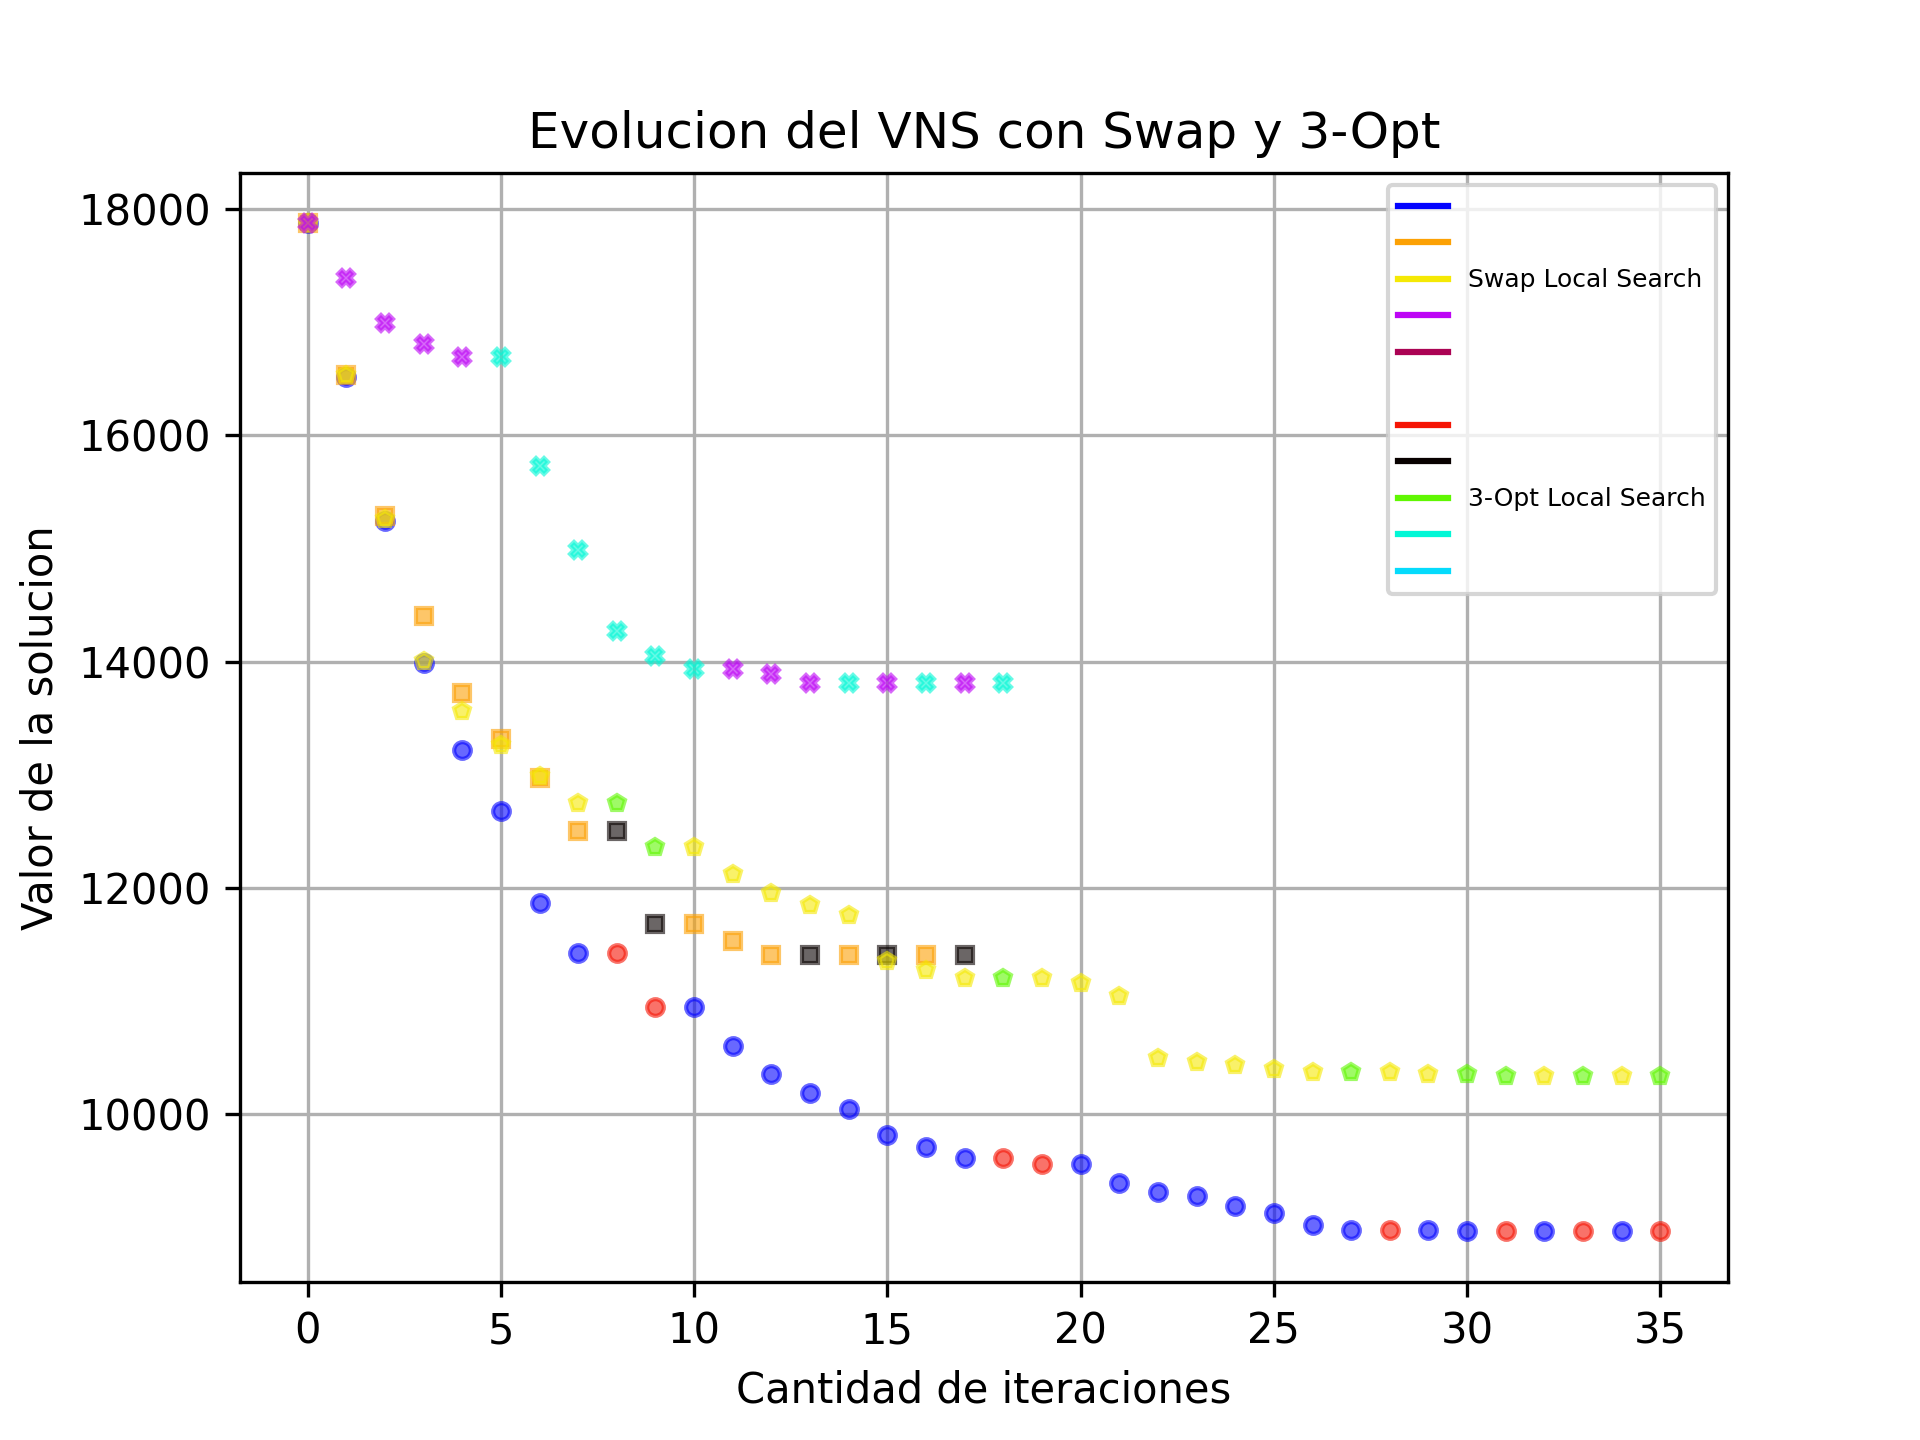 Evolucion del VNS con Swap y 3-Opt
18000
16000
14000
12000
10000
Valor de la solucion
Swap Local Search
3-Opt Local Search
0 5 10 15 20 25 30 35
Cantidad de iteraciones